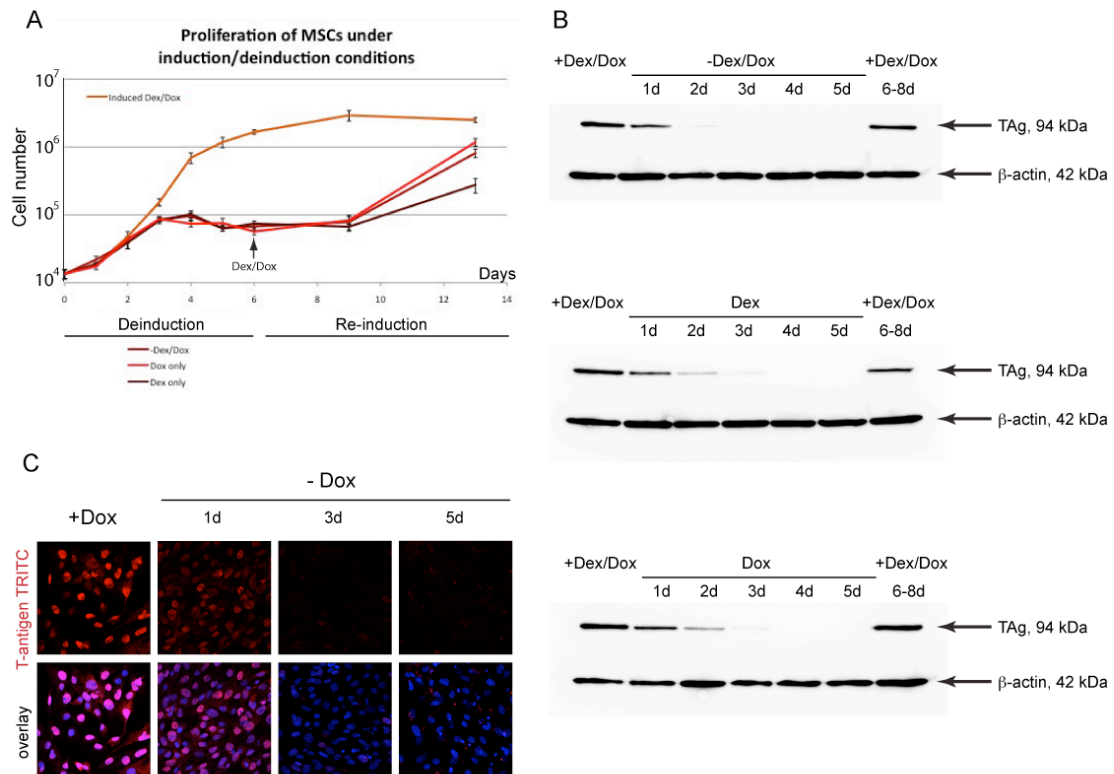 A
Proliferation of MSCs under
induction/deinduction conditions
10^7
10^6
10^5
10^4
Cell number
Induced Dex/Dox
Dex/Dox
Days
0 2 4 6 8 10 12 14
Deinduction Re-induction
-Dex/Dox
Dox only
Dex only
B
+Dex/Dox -Dex/Dox +Dex/Dox
1d 2d 3d 4d 5d 6-8d
TAg, 94 kDa
β-actin, 42 kDa
+Dex/Dox Dex +Dex/Dox
1d 2d 3d 4d 5d 6-8d
TAg, 94 kDa
β-actin, 42 kDa
+Dex/Dox Dox +Dex/Dox
1d 2d 3d 4d 5d 6-8d
TAg, 94 kDa
β-actin, 42 kDa
C
- Dox
+Dox 1d 3d 5d
T-antigen TRITC
overlay